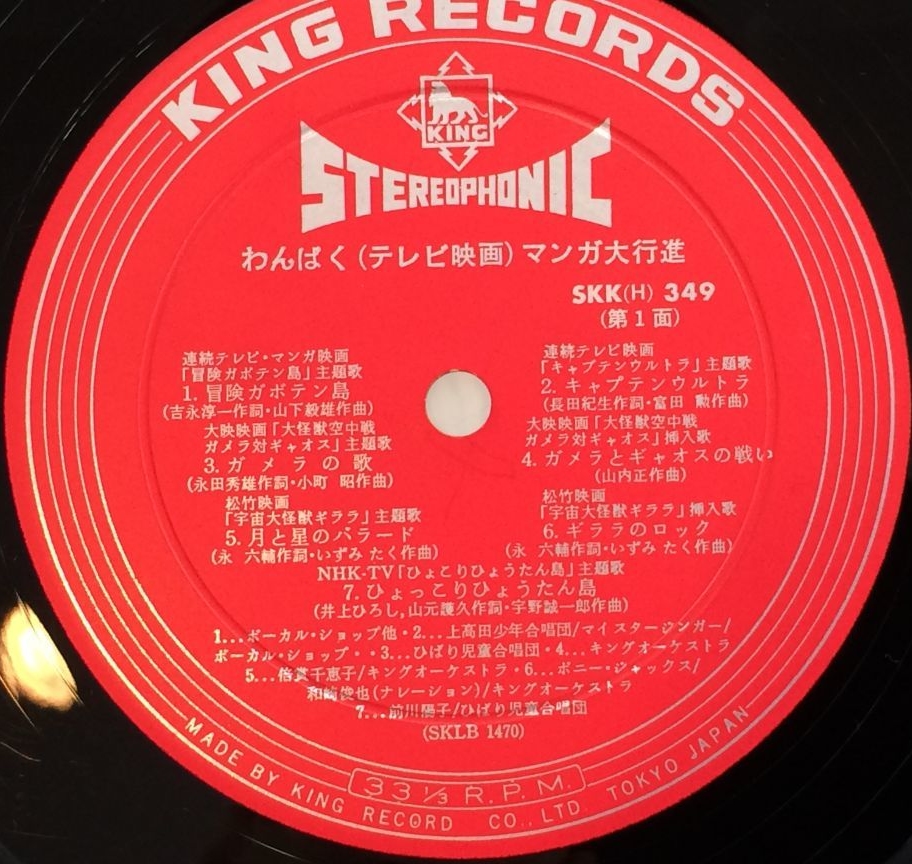 KING RECORDS
KING
STEREOPHONIC
わんぱく(テレビ映画)マンガ大行進
SKK(H) 349
(第1面)
連続テレビ・マンガ映画
「冒険ガボテン島」主題歌
1. 冒険ガボテン島
(吉永淳一作詞・山下毅雄作曲)
連続テレビ映画
「キャプテンウルトラ」主題歌
2. キャプテンウルトラ
(長田紀生作詞・富田 勲作曲)
大映映画「大怪獣空中戦
ガメラ対ギャオス」主題歌
3. ガメラの歌
(永田秀雄作詞・小町 昭作曲)
大映映画「大怪獣空中戦
ガメラ対ギャオス」挿入歌
4. ガメラとギャオスの戦い
(山内正作曲)
松竹映画
「宇宙大怪獣ギララ」主題歌
5. 月と星のバラード
(永 六輔作詞・いずみ たく作曲)
松竹映画
「宇宙大怪獣ギララ」挿入歌
6. ギララのロック
(永 六輔作詞・いずみ たく作曲)
NHK-TV「ひょこりひょうたん島」主題歌
7. ひょっこりひょうたん島
(井上ひろし,山元護久作詞・宇野誠一郎作曲)
1…ボーカル・ショップ他・2…上高田少年合唱団/マイスタージンガー/
ボーカル・ショップ・・3…ひばり児童合唱団・4…キングオーケストラ
5…倍賞千恵子/キングオーケストラ・6…ボニー・ジャックス/
和崎俊也(ナレーション)/キングオーケストラ
7…前川陽子/ひばり児童合唱団
(SKLB 1470)
33⅓ R.P.M.
MADE BY KING RECORD CO., LTD. TOKYO JAPAN